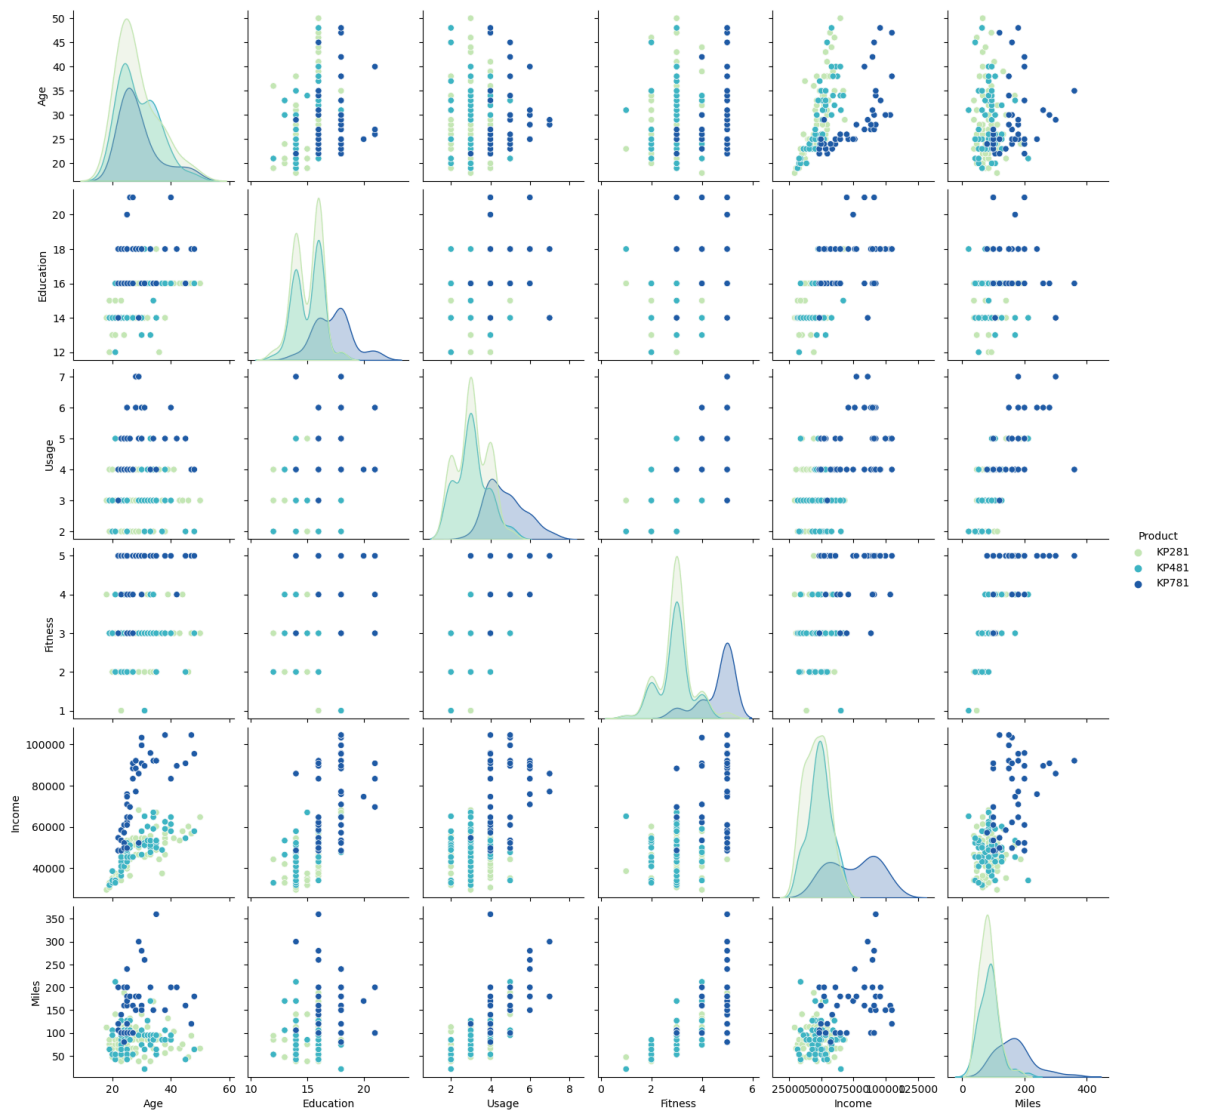 50
45
40
35
30
25
20
Age
20
18
16
14
12
Education
7
6
5
4
3
2
Usage
5
4
3
2
1
Fitness
Product
KP281
KP481
KP781
100000
80000
60000
40000
Income
350
300
250
200
150
100
50
Miles
20 40 60
10 15 20
2 4 6 8
0 2 4 6
25000 50000 75000 100000 125000
0 200 400
Age Education Usage Fitness Income Miles